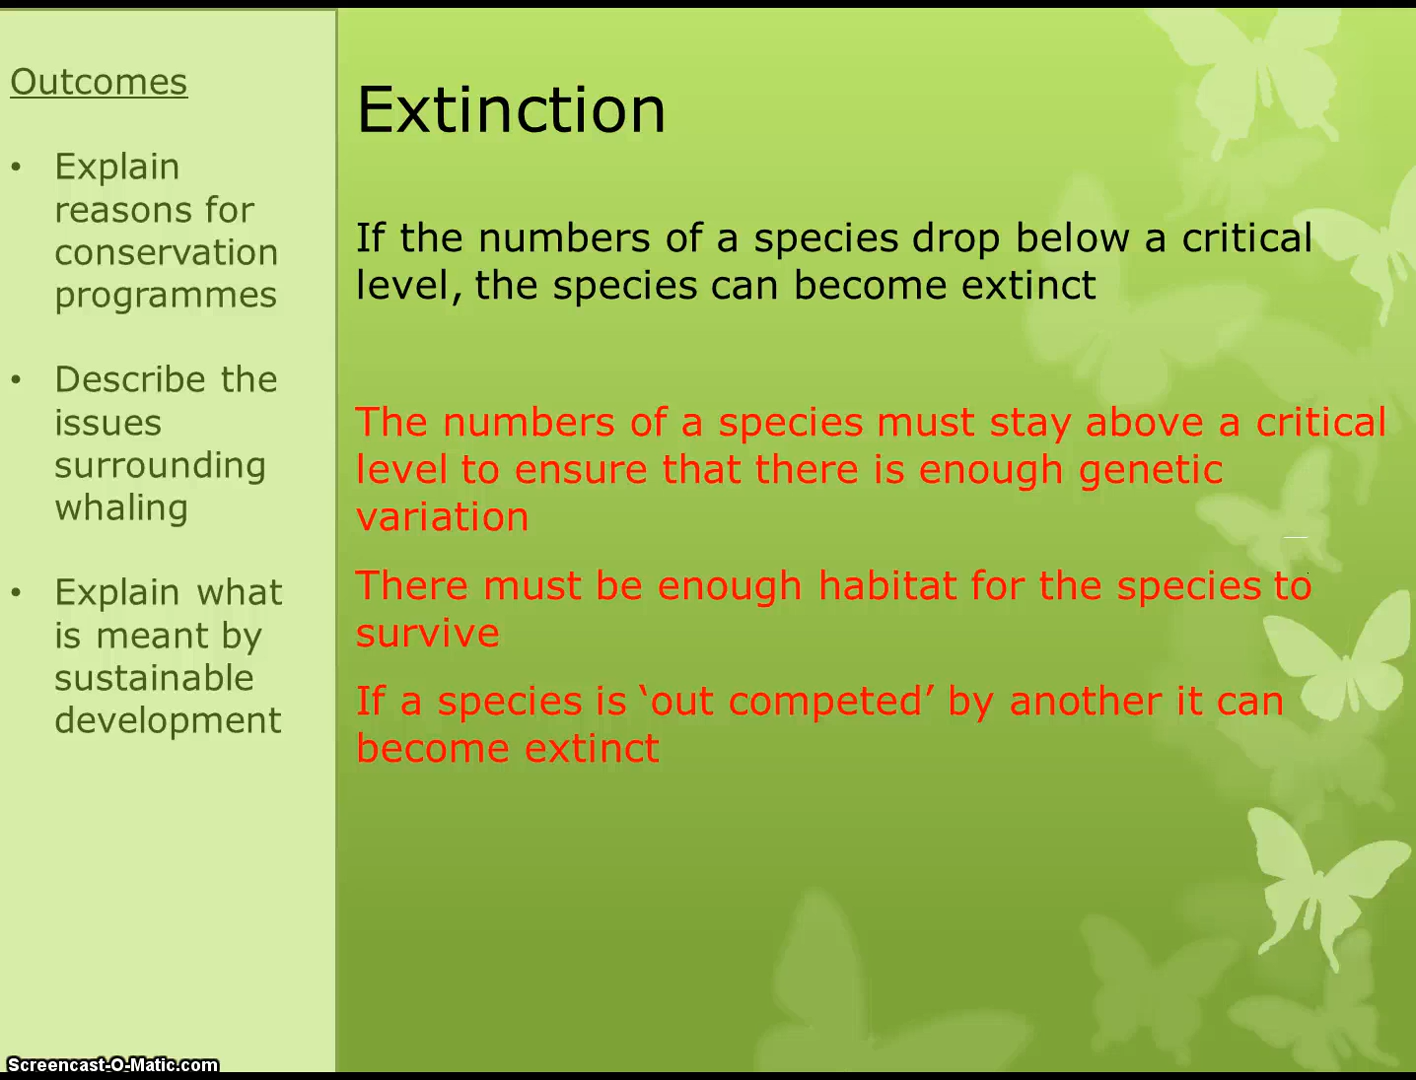 Outcomes
• Explain
reasons for
conservation
programmes
• Describe the
issues
surrounding
whaling
• Explain what
is meant by
sustainable
development
Extinction
If the numbers of a species drop below a critical
level, the species can become extinct
The numbers of a species must stay above a critical
level to ensure that there is enough genetic
variation
There must be enough habitat for the species to
survive
If a species is ‘out competed’ by another it can
become extinct
Screencast-O-Matic.com